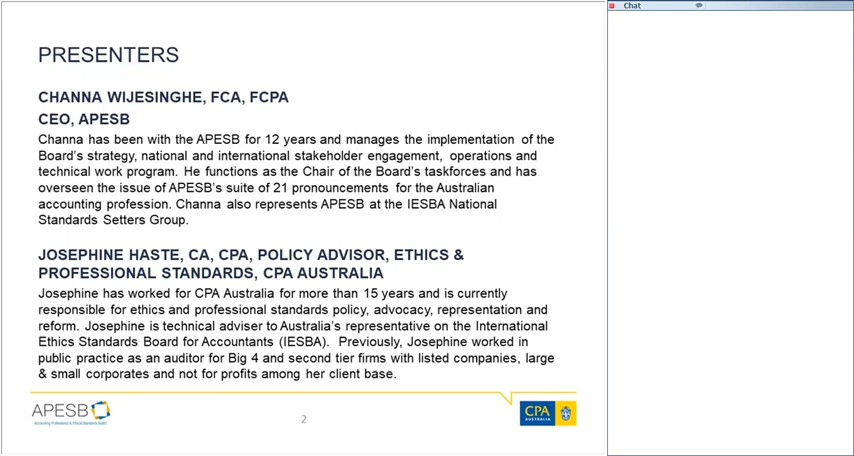 Chat
PRESENTERS
CHANNA WIJESINGHE, FCA, FCPA
CEO, APESB
Channa has been with the APESB for 12 years and manages the implementation of the
Board's strategy, national and international stakeholder engagement, operations and
technical work program. He functions as the Chair of the Board's taskforces and has
overseen the issue of APESB's suite of 21 pronouncements for the Australian
accounting profession. Channa also represents APESB at the IESBA National
Standards Setters Group.
JOSEPHINE HASTE, CA, CPA, POLICY ADVISOR, ETHICS &
PROFESSIONAL STANDARDS, CPA AUSTRALIA
Josephine has worked for CPA Australia for more than 15 years and is currently
responsible for ethics and professional standards policy, advocacy, representation and
reform. Josephine is technical adviser to Australia's representative on the International
Ethics Standards Board for Accountants (IESBA). Previously, Josephine worked in
public practice as an auditor for Big 4 and second tier firms with listed companies, large
& small corporates and not for profits among her client base.
APESB
Accounting Professional & Ethical Standards Board
2
CPA
AUSTRALIA